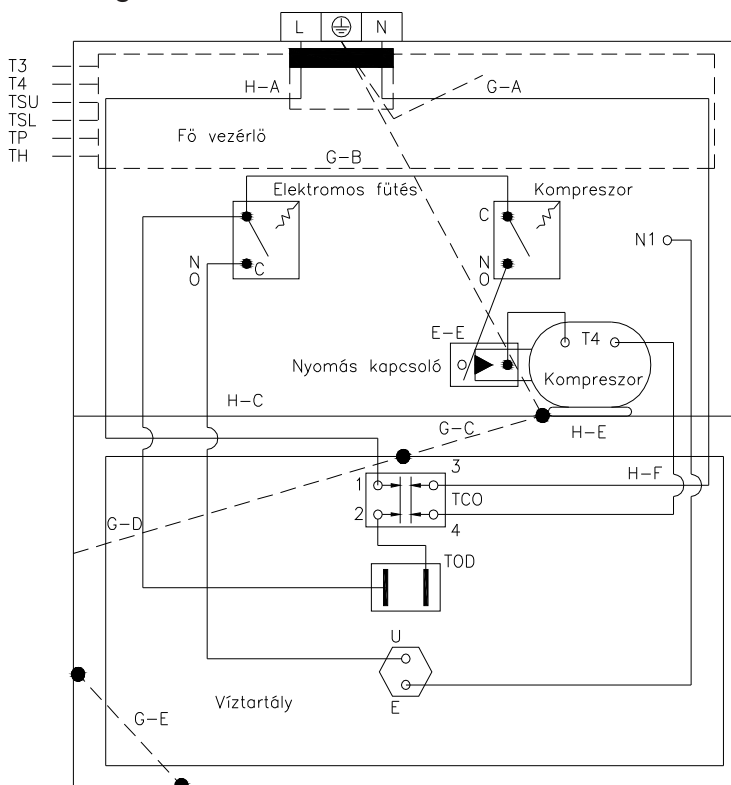 L N
T3
T4
TSU
TSL
TP
TH
H-A
G-A
Fö vezérlö
G-B
Elektromos fütés
Kompreszor
C
N
O
C
N
O
N1
E-E
T4
Nyomás kapcsoló
Kompreszor
H-C
G-C
H-E
3
H-F
1
TCO
2
4
G-D
TOD
U
E
Víztartály
G-E